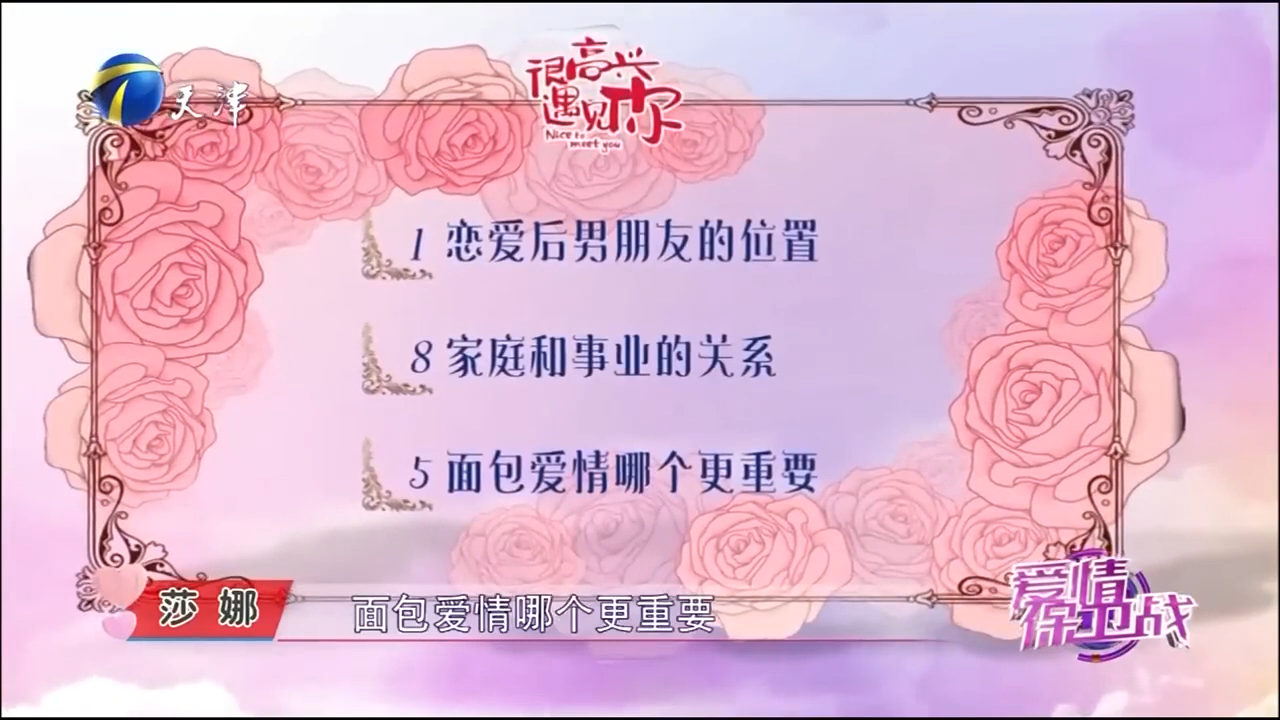 天津
很高兴
遇见你
Nice to
meet you
1 恋爱后男朋友的位置
8 家庭和事业的关系
5 面包爱情哪个更重要
莎娜 面包爱情哪个更重要
爱情
保卫战